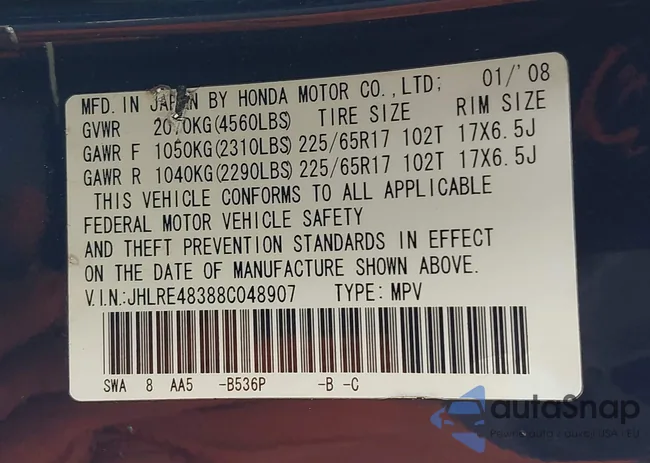 MFD. IN JAPAN BY HONDA MOTOR CO., LTD; 01/'08
GVWR 2070KG(4560LBS) TIRE SIZE RIM SIZE
GAWR F 1050KG(2310LBS) 225/65R17 102T 17X6.5J
GAWR R 1040KG(2290LBS) 225/65R17 102T 17X6.5J
THIS VEHICLE CONFORMS TO ALL APPLICABLE
FEDERAL MOTOR VEHICLE SAFETY
AND THEFT PREVENTION STANDARDS IN EFFECT
ON THE DATE OF MANUFACTURE SHOWN ABOVE.
V.I.N:JHLRE48388C048907 TYPE: MPV
SWA 8 AA5 -B536P -B -C
autoSnap